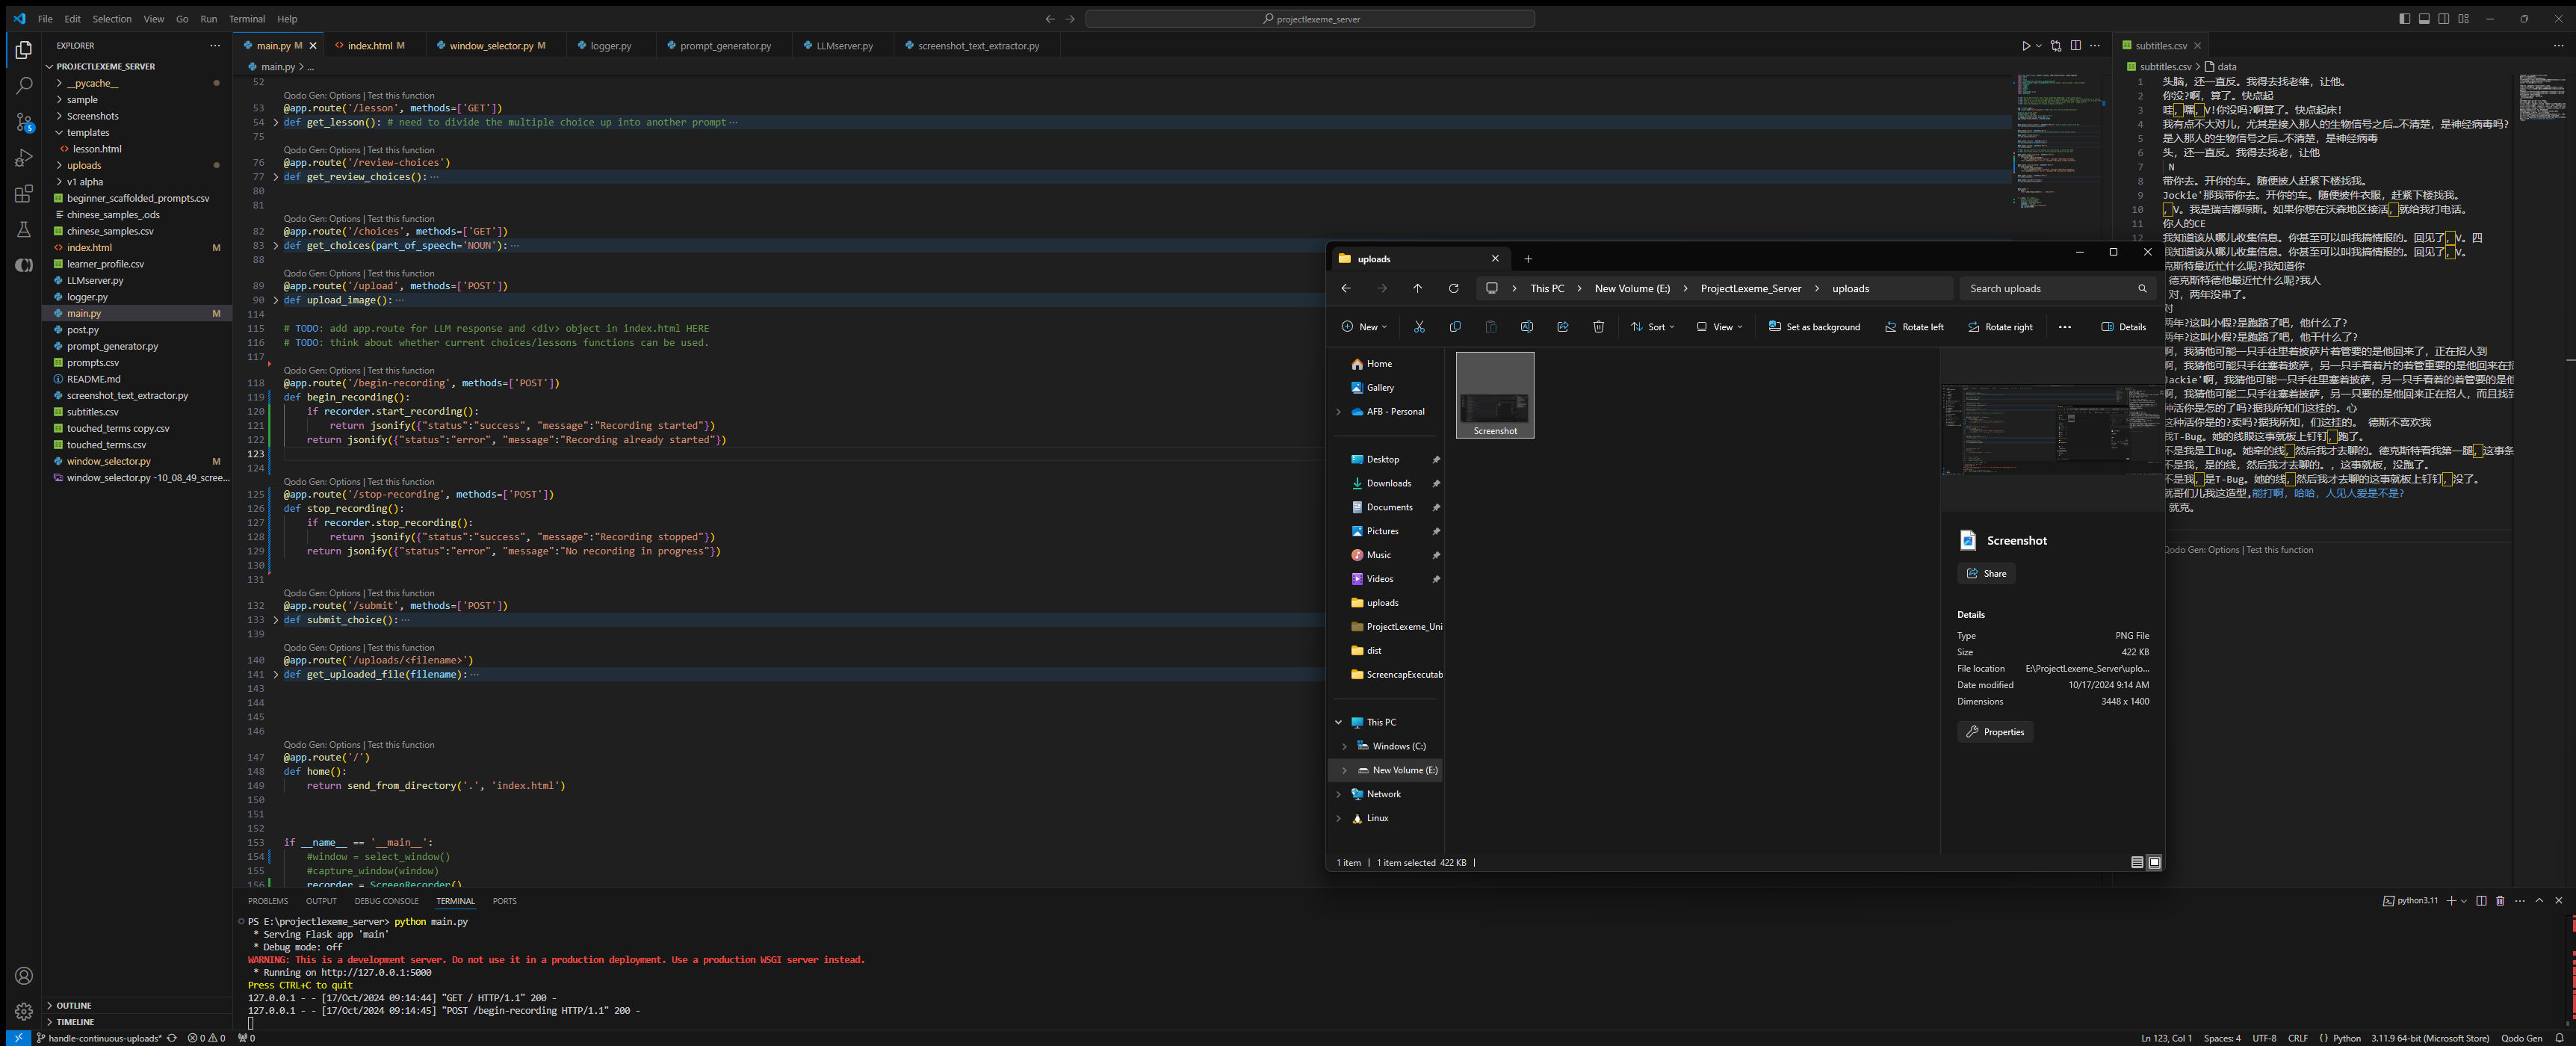 File Edit Selection View Go Run Terminal Help
projectlexeme_server
EXPLORER
PROJECTLEXEME_SERVER
__pycache__
sample
Screenshots
templates
lesson.html
uploads
v1 alpha
beginner_scaffolded_prompts.csv
chinese_samples_.ods
chinese_samples.csv
index.html M
learner_profile.csv
LLMserver.py
logger.py
main.py M
post.py
prompt_generator.py
prompts.csv
README.md
screenshot_text_extractor.py
subtitles.csv
touched_terms copy.csv
touched_terms.csv
window_selector.py M
window_selector.py -10_08_49_scree...
OUTLINE
TIMELINE
main.py M index.html M window_selector.py M logger.py prompt_generator.py LLMserver.py screenshot_text_extractor.py
main.py > ...
52
Qodo Gen: Options | Test this function
53 @app.route('/lesson', methods=['GET'])
54 def get_lesson(): # need to divide the multiple choice up into another prompt ...
75
Qodo Gen: Options | Test this function
76 @app.route('/review-choices')
77 def get_review_choices(): ...
80
81
Qodo Gen: Options | Test this function
82 @app.route('/choices', methods=['GET'])
83 def get_choices(part_of_speech='NOUN'): ...
88
Qodo Gen: Options | Test this function
89 @app.route('/upload', methods=['POST'])
90 def upload_image(): ...
114
115 # TODO: add app.route for LLM response and <div> object in index.html HERE
116 # TODO: think about whether current choices/lessons functions can be used.
117
Qodo Gen: Options | Test this function
118 @app.route('/begin-recording', methods=['POST'])
119 def begin_recording():
120 if recorder.start_recording():
121 return jsonify({"status":"success", "message":"Recording started"})
122 return jsonify({"status":"error", "message":"Recording already started"})
123
124
Qodo Gen: Options | Test this function
125 @app.route('/stop-recording', methods=['POST'])
126 def stop_recording():
127 if recorder.stop_recording():
128 return jsonify({"status":"success", "message":"Recording stopped"})
129 return jsonify({"status":"error", "message":"No recording in progress"})
130
131
Qodo Gen: Options | Test this function
132 @app.route('/submit', methods=['POST'])
133 def submit_choice(): ...
139
Qodo Gen: Options | Test this function
140 @app.route('/uploads/<filename>')
141 def get_uploaded_file(filename): ...
143
144
145
146
Qodo Gen: Options | Test this function
147 @app.route('/')
148 def home():
149 return send_from_directory('.', 'index.html')
150
151
152
153 if __name__ == '__main__':
154 #window = select_window()
155 #capture_window(window)
156 recorder = ScreenRecorder()
subtitles.csv
subtitles.csv > data
1 头脑，还一直反。我得去找老维，让他。
2 你没?啊，算了。快点起
3 哇，嘿，V!你没吗?啊算了。快点起床!
4 我有点不大对儿，尤其是接入那人的生物信号之后…不清楚，是神经病毒吗?
5 是入那人的生物信号之后…不清楚，是神经病毒
6 头，还一直反。我得去找老，让他
7 N
8 带你去。开你的车。随便披人赶紧下楼找我。
9 Jockie'那我带你去。开你的车。随便披件衣服，赶紧下楼找我。
10 ，V。我是瑞吉娜琼斯。如果你想在沃森地区接活，就给我打电话。
11 你人的CE
12 我知道该从哪儿收集信息。你甚至可以叫我搞情报的。回见了，V。四
我知道该从哪儿收集信息。你甚至可以叫我搞情报的。回见了，V。
克斯特最近忙什么呢?我知道你
德克斯特德他最近忙什么呢?我人
对，两年没串了。
对
两年?这叫小假?是跑路了吧，他什么了?
两年?这叫小假?是跑路了吧，他干什么了?
啊，我猜他可能一只手往里着披萨片着管要的是他回来了，正在招人到
啊，我猜他可能只手往塞着披萨，另一只手看着片的着管重要的是他回来在招
Jackie'啊，我猜他可能一只手往里塞着披萨，另一只手看着的着管要的是他
啊，我猜他可能二只手往塞着披萨，另一只要的是他回来正在招人，而且找到
种活你是怎的了吗?据我所知们这挂的。心
这种活你是的?卖吗?据我所知，们这挂的。 德斯不喜欢我
我T-Bug。她的线眼这事就板上钉钉，跑了。
不是我是工Bug。她牵的线，然后我才去聊的。德克斯特看我第一腿，这事条
不是我，是的线，然后我才去聊的。，这事就板，没跑了。
不是我，是T-Bug。她的线，然后我才去聊的这事就板上钉钉，没了。
就哥们儿我这造型,能打啊，哈哈，人见人爱是不是?
就克。
Qodo Gen: Options | Test this function
uploads
This PC > New Volume (E:) > ProjectLexeme_Server > uploads
Search uploads
New Sort View Set as background Rotate left Rotate right Details
Home
Gallery
AFB - Personal
Desktop
Downloads
Documents
Pictures
Music
Videos
uploads
ProjectLexeme_Uni
dist
ScreencapExecutab
This PC
Windows (C:)
New Volume (E:)
Network
Linux
Screenshot
Screenshot
Share
Details
Type PNG File
Size 422 KB
File location E:\ProjectLexeme_Server\uplo...
Date modified 10/17/2024 9:14 AM
Dimensions 3448 x 1400
Properties
1 item | 1 item selected 422 KB |
PROBLEMS OUTPUT DEBUG CONSOLE TERMINAL PORTS
python3.11
PS E:\projectlexeme_server> python main.py
* Serving Flask app 'main'
* Debug mode: off
WARNING: This is a development server. Do not use it in a production deployment. Use a production WSGI server instead.
* Running on http://127.0.0.1:5000
Press CTRL+C to quit
127.0.0.1 - - [17/Oct/2024 09:14:44] "GET / HTTP/1.1" 200 -
127.0.0.1 - - [17/Oct/2024 09:14:45] "POST /begin-recording HTTP/1.1" 200 -
handle-continuous-uploads* 0 0 0
Ln 123, Col 1 Spaces: 4 UTF-8 CRLF Python 3.11.9 64-bit (Microsoft Store) Qodo Gen